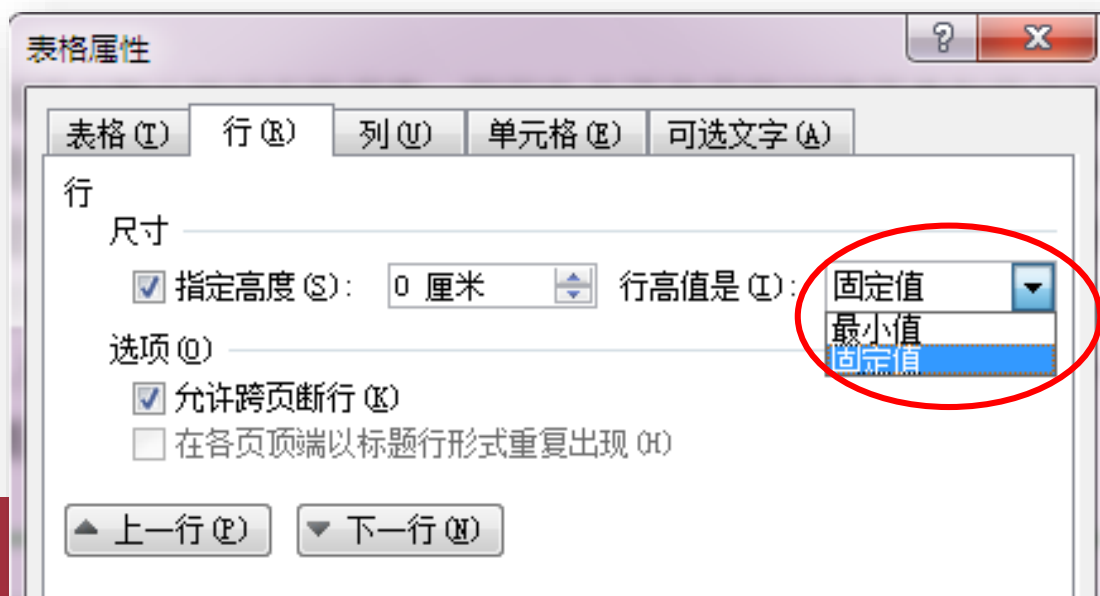 表格属性
表格(T) 行(R) 列(U) 单元格(E) 可选文字(A)
行
尺寸
指定高度(S): 0 厘米 行高值是(I): 固定值
最小值
固定值
选项(O)
允许跨页断行(K)
在各页顶端以标题行形式重复出现(H)
上一行(P) 下一行(N)